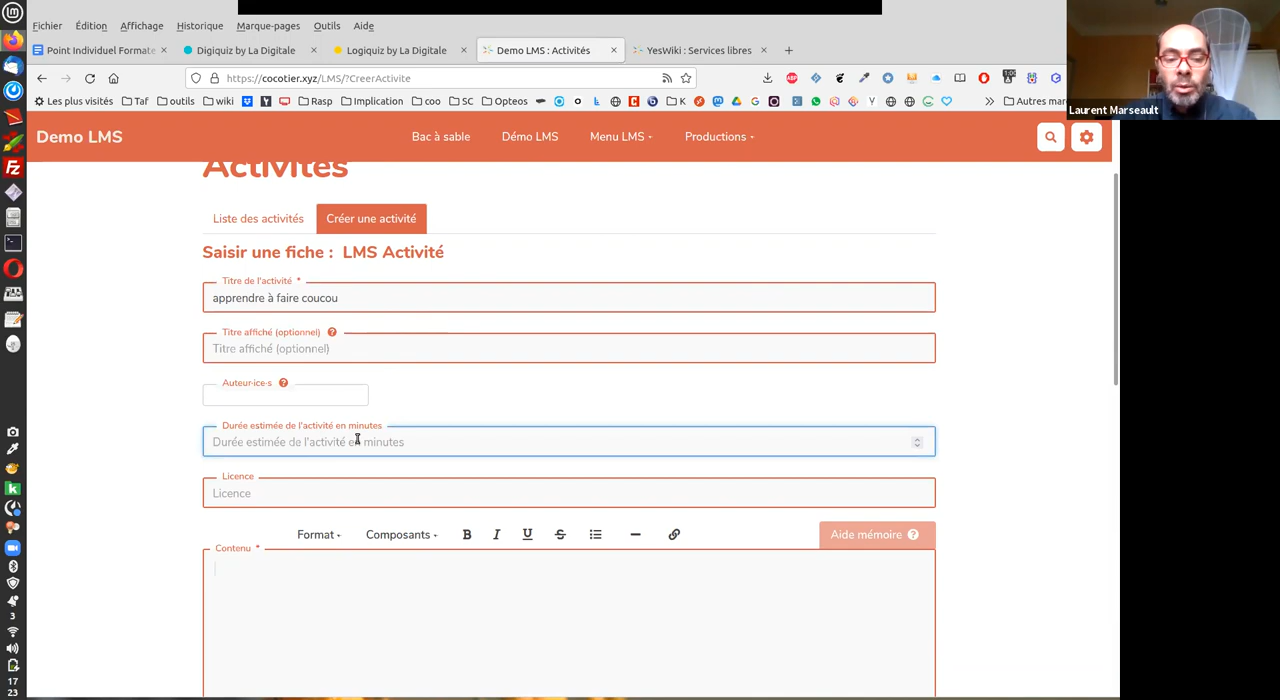 Fichier Édition Affichage Historique Marque-pages Outils Aide
Point Individuel Formate Digiquiz by La Digitale Logiquiz by La Digitale Demo LMS : Activités YesWiki : Services libres
https://cocotier.xyz/LMS/?CreerActivite
Les plus visités Taf outils wiki Rasp Implication coo SC Opteos K Autres mar
Laurent Marseault
Demo LMS Bac à sable Démo LMS Menu LMS Productions
Activités
Liste des activités Créer une activité
Saisir une fiche : LMS Activité
Titre de l'activité *
apprendre à faire coucou
Titre affiché (optionnel)
Titre affiché (optionnel)
Auteur·ice·s
Durée estimée de l'activité en minutes
Durée estimée de l'activité en minutes
Licence
Licence
Format Composants B I U S Aide mémoire
Contenu *
3
17
23